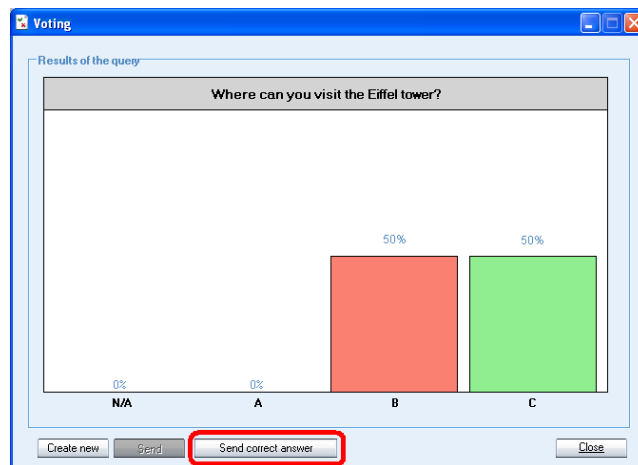 Voting
Results of the query
Where can you visit the Eiffel tower?
50% 50%
0% 0%
N/A A B C
Create new Send Send correct answer Close